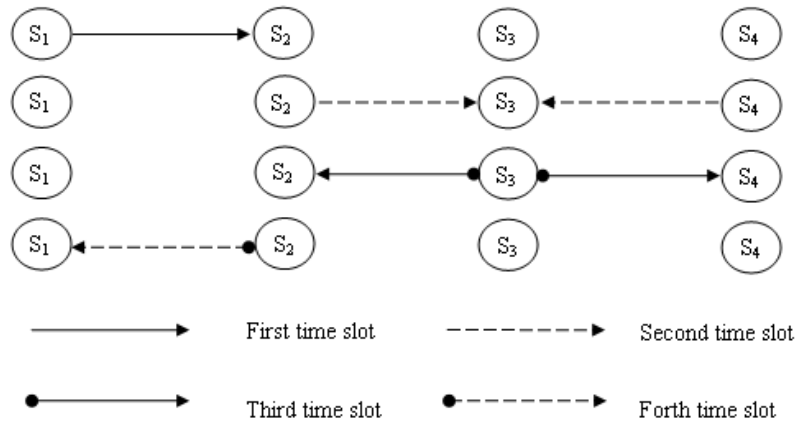 S₁ S₂ S₃ S₄
S₁ S₂ S₃ S₄
S₁ S₂ S₃ S₄
S₁ S₂ S₃ S₄
First time slot Second time slot
Third time slot Forth time slot